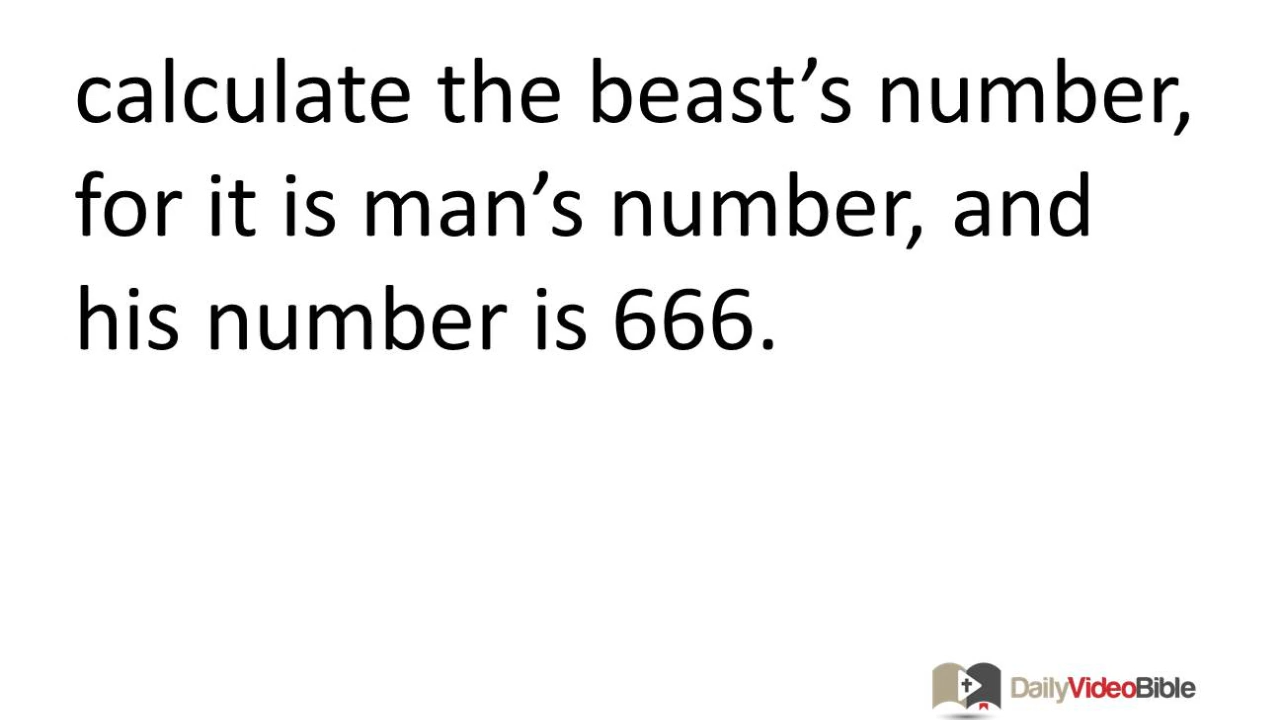 calculate the beast’s number,
for it is man’s number, and
his number is 666.
DailyVideoBible